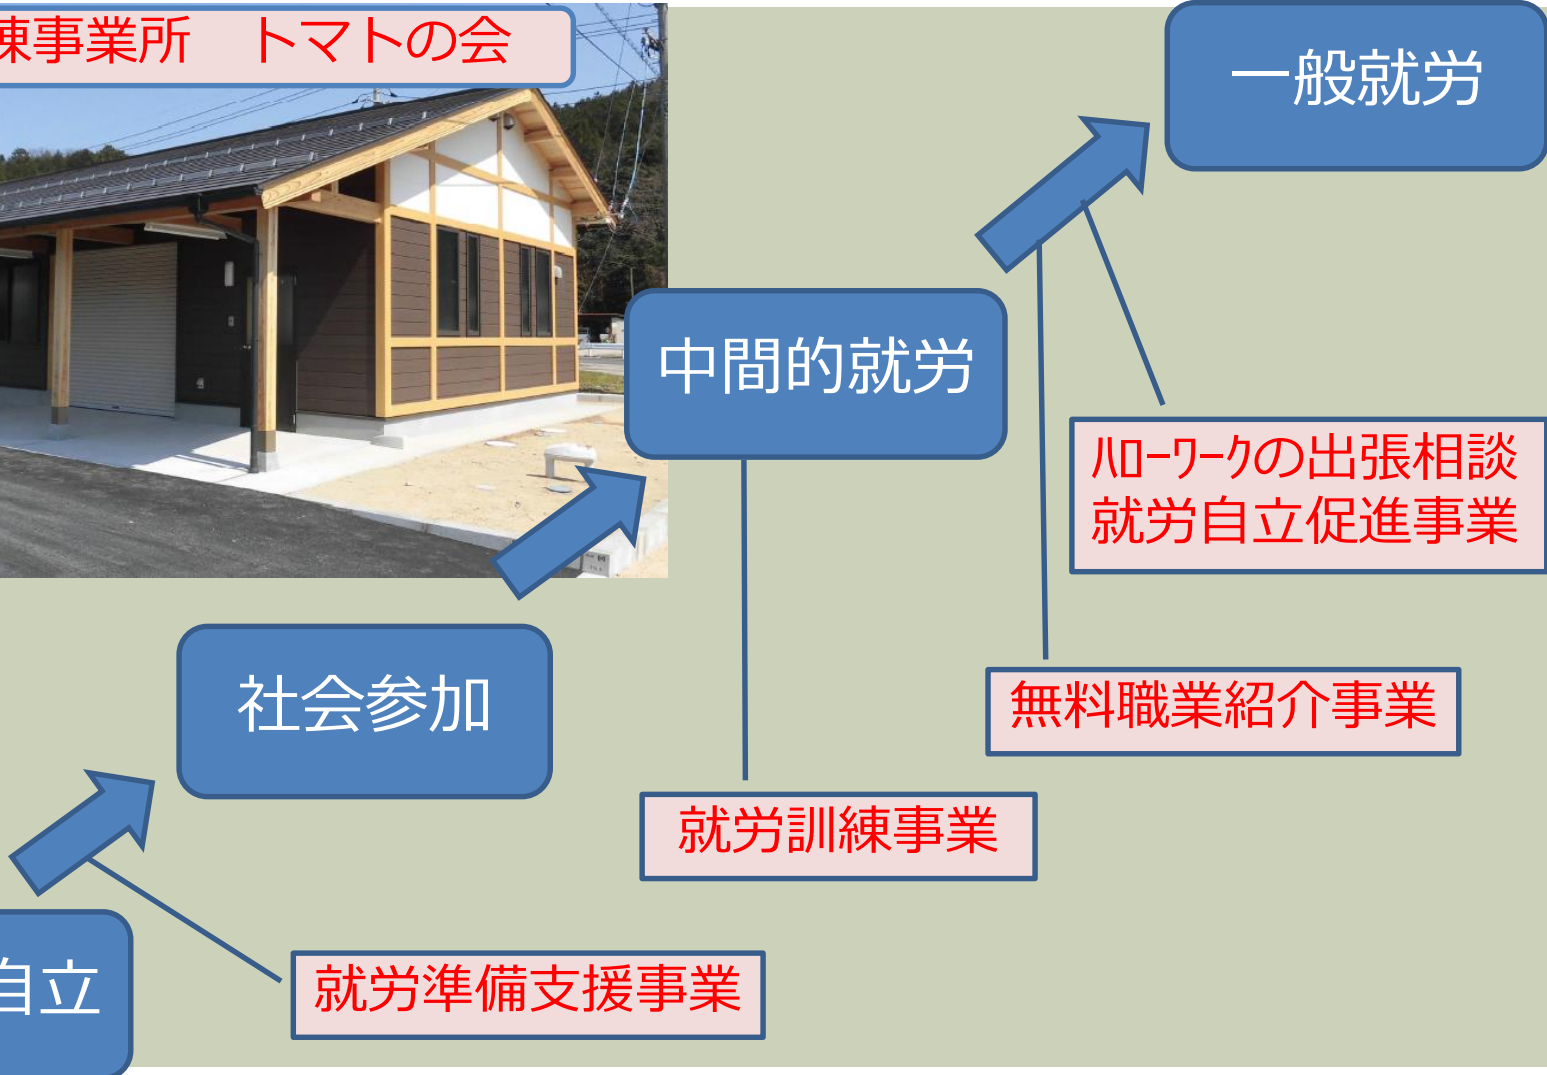 練事業所　トマトの会
一般就労
中間的就労
ﾊﾛｰﾜｰｸの出張相談
就労自立促進事業
社会参加
無料職業紹介事業
就労訓練事業
自立
就労準備支援事業